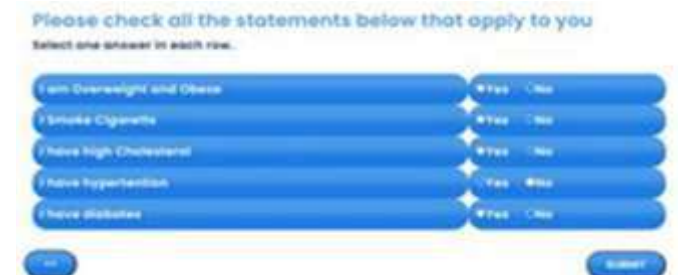 Please check all the statements below that apply to you
Select one answer in each row.
I am Overweight and Obese Yes No
I Smoke Cigarette Yes No
I have high Cholesterol Yes No
I have hypertention Yes No
I have diabetes Yes No
<<
SUBMIT